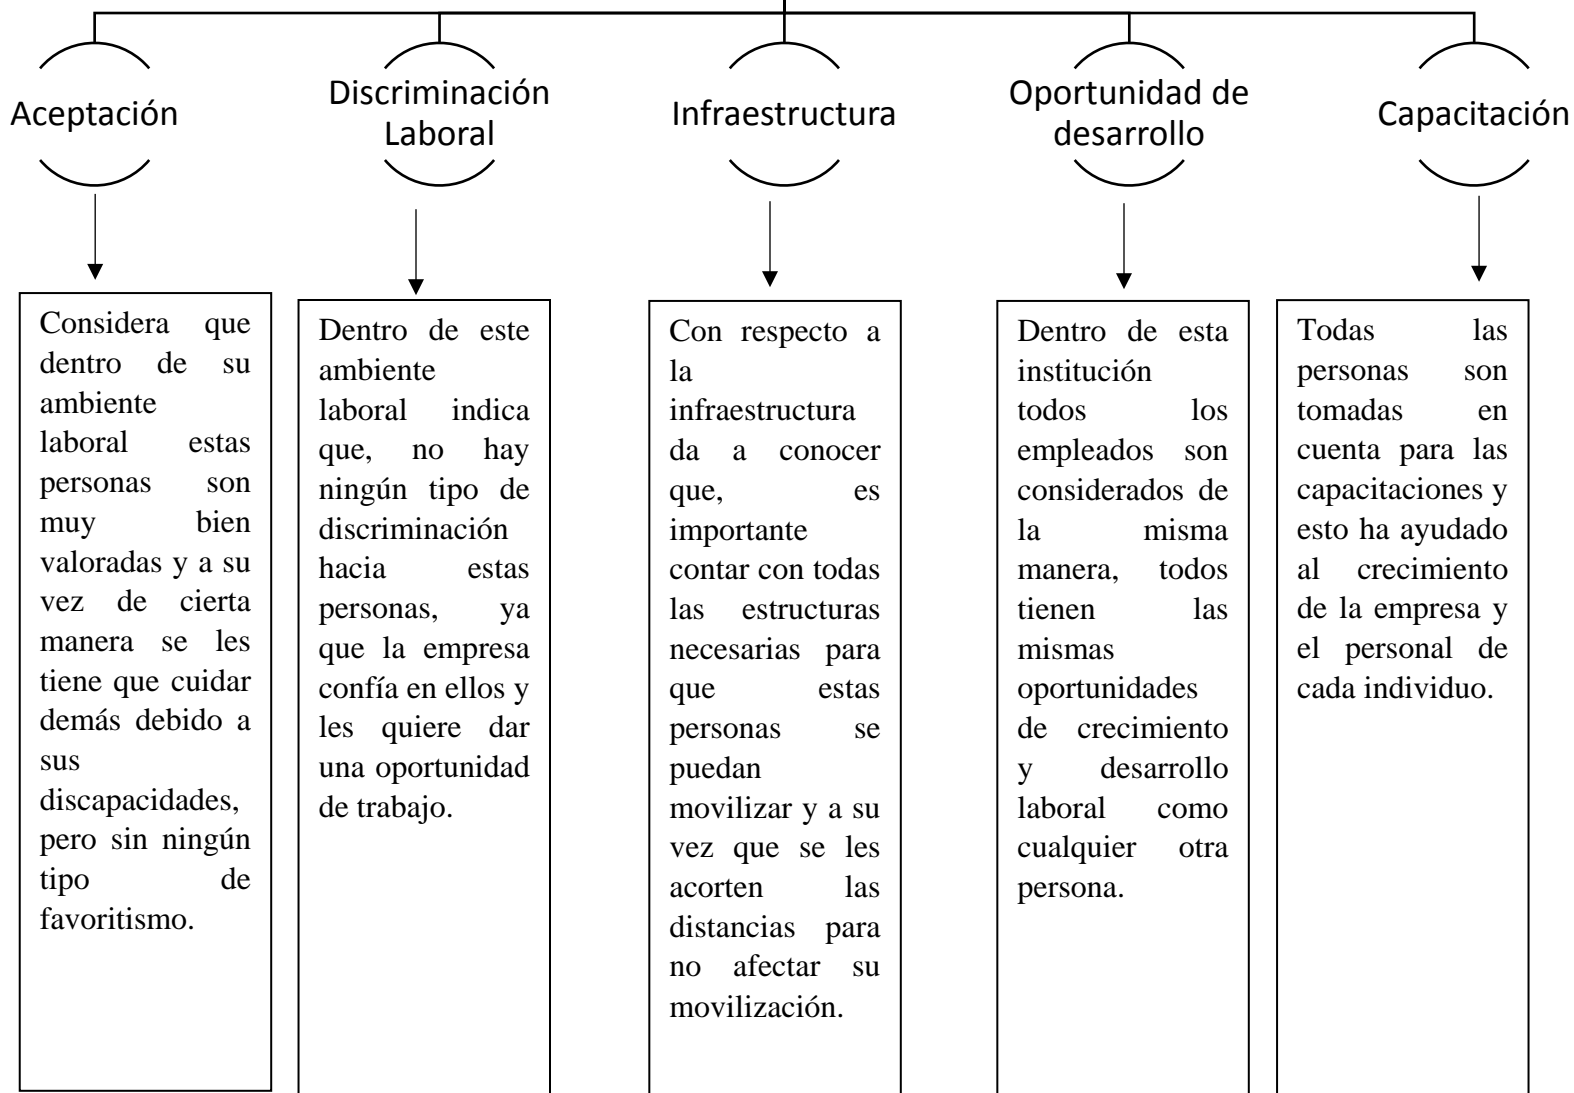 Aceptación
Discriminación
Laboral
Infraestructura
Oportunidad de
desarrollo
Capacitación
Considera que
dentro de su
ambiente
laboral estas
personas son
muy bien
valoradas y a su
vez de cierta
manera se les
tiene que cuidar
demás debido a
sus
discapacidades,
pero sin ningún
tipo de
favoritismo.
Dentro de este
ambiente
laboral indica
que, no hay
ningún tipo de
discriminación
hacia estas
personas, ya
que la empresa
confía en ellos y
les quiere dar
una oportunidad
de trabajo.
Con respecto a
la
infraestructura
da a conocer
que, es
importante
contar con todas
las estructuras
necesarias para
que estas
personas se
puedan
movilizar y a su
vez que se les
acorten las
distancias para
no afectar su
movilización.
Dentro de esta
institución
todos los
empleados son
considerados de
la misma
manera, todos
tienen las
mismas
oportunidades
de crecimiento
y desarrollo
laboral como
cualquier otra
persona.
Todas las
personas son
tomadas en
cuenta para las
capacitaciones y
esto ha ayudado
al crecimiento
de la empresa y
el personal de
cada individuo.